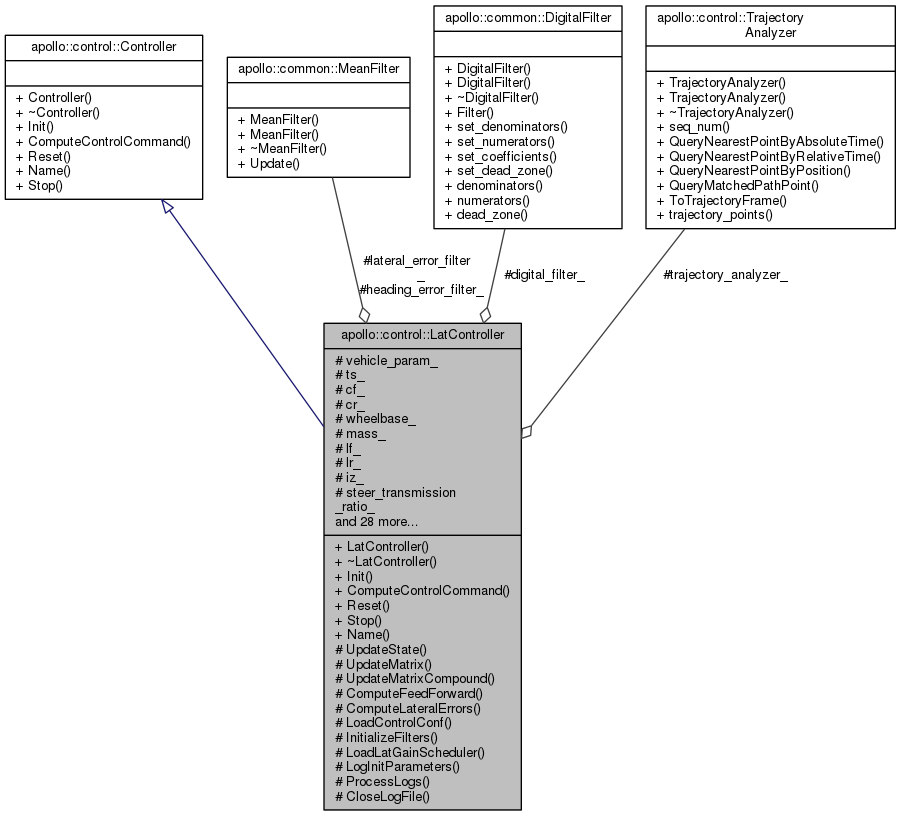 apollo::control::Controller
+ Controller()
+ ~Controller()
+ Init()
+ ComputeControlCommand()
+ Reset()
+ Name()
+ Stop()
apollo::common::MeanFilter
+ MeanFilter()
+ MeanFilter()
+ ~MeanFilter()
+ Update()
apollo::common::DigitalFilter
+ DigitalFilter()
+ DigitalFilter()
+ ~DigitalFilter()
+ Filter()
+ set_denominators()
+ set_numerators()
+ set_coefficients()
+ set_dead_zone()
+ denominators()
+ numerators()
+ dead_zone()
apollo::control::Trajectory
Analyzer
+ TrajectoryAnalyzer()
+ TrajectoryAnalyzer()
+ ~TrajectoryAnalyzer()
+ seq_num()
+ QueryNearestPointByAbsoluteTime()
+ QueryNearestPointByRelativeTime()
+ QueryNearestPointByPosition()
+ QueryMatchedPathPoint()
+ ToTrajectoryFrame()
+ trajectory_points()
#lateral_error_filter
_
#heading_error_filter_
#digital_filter_
#trajectory_analyzer_
apollo::control::LatController
# vehicle_param_
# ts_
# cf_
# cr_
# wheelbase_
# mass_
# lf_
# lr_
# iz_
# steer_transmission
_ratio_
and 28 more...
+ LatController()
+ ~LatController()
+ Init()
+ ComputeControlCommand()
+ Reset()
+ Stop()
+ Name()
# UpdateState()
# UpdateMatrix()
# UpdateMatrixCompound()
# ComputeFeedForward()
# ComputeLateralErrors()
# LoadControlConf()
# InitializeFilters()
# LoadLatGainScheduler()
# LogInitParameters()
# ProcessLogs()
# CloseLogFile()